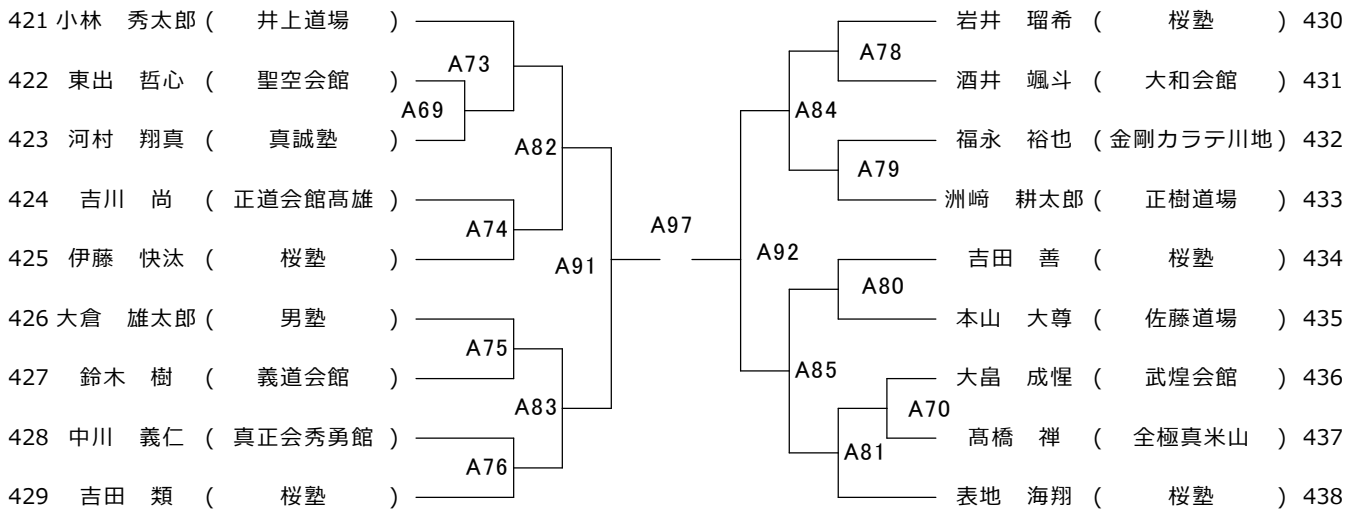 421 小林　秀太郎 ( 井上道場 )
A73
422 東出　哲心 ( 聖空会館 )
A69
423 河村　翔真 ( 真誠塾 )
A82
424 吉川　尚 ( 正道会館髙雄 )
A74
425 伊藤　快汰 ( 桜塾 )
A91
426 大倉　雄太郎 ( 男塾 )
A75
427 鈴木　樹 ( 義道会館 )
A83
428 中川　義仁 ( 真正会秀勇館 )
A76
429 吉田　類 ( 桜塾 )
A97
岩井　瑠希 ( 桜塾 ) 430
A78
酒井　颯斗 ( 大和会館 ) 431
A84
福永　裕也 ( 金剛カラテ川地 ) 432
A79
洲﨑　耕太郎 ( 正樹道場 ) 433
A92
吉田　善 ( 桜塾 ) 434
A80
本山　大尊 ( 佐藤道場 ) 435
A85
大畠　成惺 ( 武煌会館 ) 436
A70
髙橋　禅 ( 全極真米山 ) 437
A81
表地　海翔 ( 桜塾 ) 438